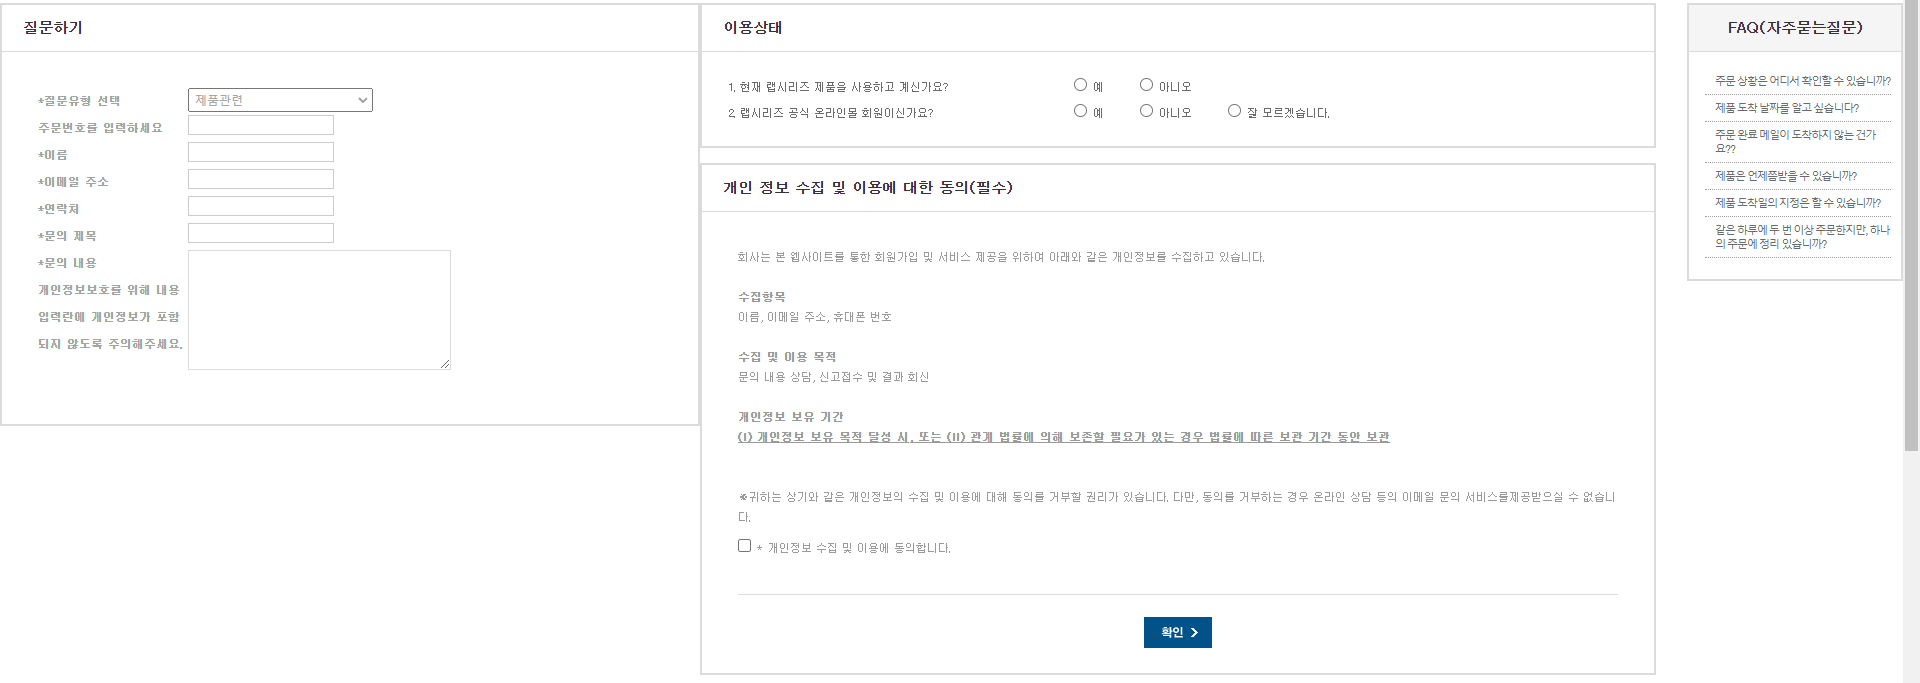 질문하기
*질문유형 선택
제품관련
주문번호를 입력하세요
*이름
*이메일 주소
*연락처
*문의 제목
*문의 내용
개인정보보호를 위해 내용
입력란에 개인정보가 포함
되지 않도록 주의해주세요.
이용상태
1. 현재 랩시리즈 제품을 사용하고 계신가요?
예 아니오
2. 랩시리즈 공식 온라인몰 회원이신가요?
예 아니오 잘 모르겠습니다.
개인 정보 수집 및 이용에 대한 동의(필수)
회사는 본 웹사이트를 통한 회원가입 및 서비스 제공을 위하여 아래와 같은 개인정보를 수집하고 있습니다.
수집항목
이름, 이메일 주소, 휴대폰 번호
수집 및 이용 목적
문의 내용 상담, 신고접수 및 결과 회신
개인정보 보유 기간
(I) 개인정보 보유 목적 달성 시, 또는 (II) 관계 법률에 의해 보존할 필요가 있는 경우 법률에 따른 보관 기간 동안 보관
※귀하는 상기와 같은 개인정보의 수집 및 이용에 대해 동의를 거부할 권리가 있습니다. 다만, 동의를 거부하는 경우 온라인 상담 등의 이메일 문의 서비스를제공받으실 수 없습니
다.
* 개인정보 수집 및 이용에 동의합니다.
확인
FAQ(자주묻는질문)
주문 상황은 어디서 확인할 수 있습니까?
제품 도착 날짜를 알고 싶습니다?
주문 완료 메일이 도착하지 않는 건가
요??
제품은 언제쯤받을 수 있습니까?
제품 도착일의 지정은 할 수 있습니까?
같은 하루에 두 번 이상 주문한지만, 하나
의 주문에 정리 있습니까?